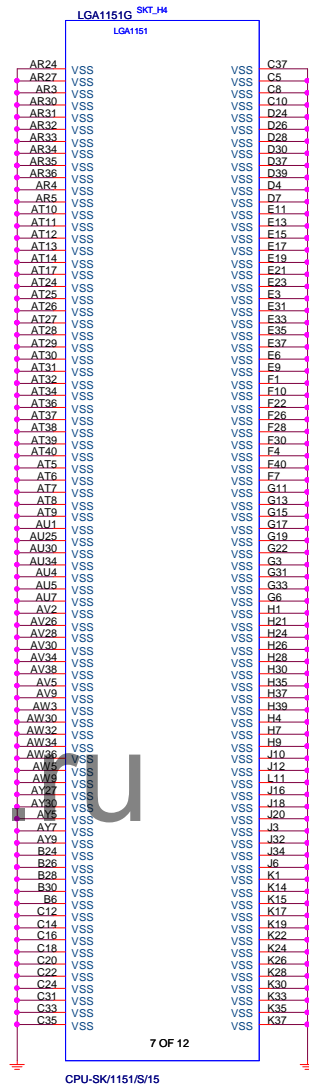 LGA1151G SKT_H4
LGA1151
AR24 VSS VSS C37
AR27 VSS VSS C5
AR3 VSS VSS C8
AR30 VSS VSS C10
AR31 VSS VSS D24
AR32 VSS VSS D26
AR33 VSS VSS D28
AR34 VSS VSS D30
AR35 VSS VSS D37
AR36 VSS VSS D39
AR4 VSS VSS D4
AR5 VSS VSS D7
AT10 VSS VSS E11
AT11 VSS VSS E13
AT12 VSS VSS E15
AT13 VSS VSS E17
AT14 VSS VSS E19
AT17 VSS VSS E21
AT24 VSS VSS E23
AT25 VSS VSS E3
AT26 VSS VSS E31
AT27 VSS VSS E33
AT28 VSS VSS E35
AT29 VSS VSS E37
AT30 VSS VSS E6
AT31 VSS VSS E9
AT32 VSS VSS F1
AT34 VSS VSS F10
AT36 VSS VSS F22
AT37 VSS VSS F26
AT38 VSS VSS F28
AT39 VSS VSS F30
AT40 VSS VSS F4
AT5 VSS VSS F40
AT6 VSS VSS F7
AT7 VSS VSS G11
AT8 VSS VSS G13
AT9 VSS VSS G15
AU1 VSS VSS G17
AU25 VSS VSS G19
AU30 VSS VSS G22
AU34 VSS VSS G3
AU4 VSS VSS G31
AU5 VSS VSS G33
AU7 VSS VSS G6
AV2 VSS VSS H1
AV26 VSS VSS H21
AV28 VSS VSS H24
AV30 VSS VSS H26
AV34 VSS VSS H28
AV38 VSS VSS H30
AV5 VSS VSS H35
AV9 VSS VSS H37
AW3 VSS VSS H39
AW30 VSS VSS H4
AW32 VSS VSS H7
AW34 VSS VSS H9
AW36 VSS VSS J10
AW5 VSS VSS J12
AW9 VSS VSS L11
AY27 VSS VSS J16
AY30 VSS VSS J18
AY5 VSS VSS J20
AY7 VSS VSS J3
AY9 VSS VSS J32
B24 VSS VSS J34
B26 VSS VSS J6
B28 VSS VSS K1
B30 VSS VSS K14
B6 VSS VSS K15
C12 VSS VSS K17
C14 VSS VSS K19
C16 VSS VSS K22
C18 VSS VSS K24
C20 VSS VSS K26
C22 VSS VSS K28
C24 VSS VSS K30
C31 VSS VSS K33
C33 VSS VSS K35
C35 VSS VSS K37
.ru
7 OF 12
CPU-SK/1151/S/15